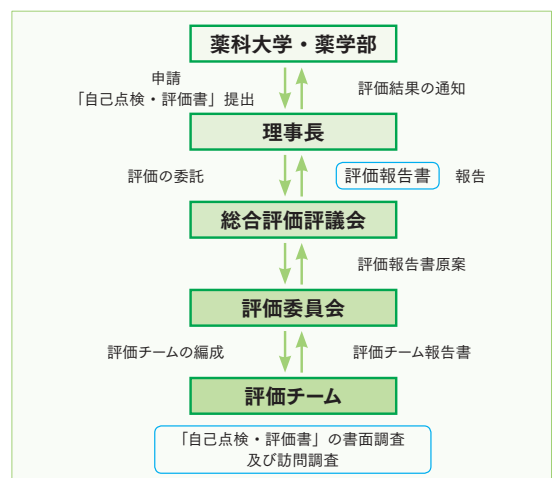 薬科大学・薬学部
申請
「自己点検・評価書」提出
評価結果の通知
理事長
評価の委託
評価報告書 報告
総合評価評議会
評価報告書原案
評価委員会
評価チームの編成
評価チーム報告書
評価チーム
「自己点検・評価書」の書面調査
及び訪問調査